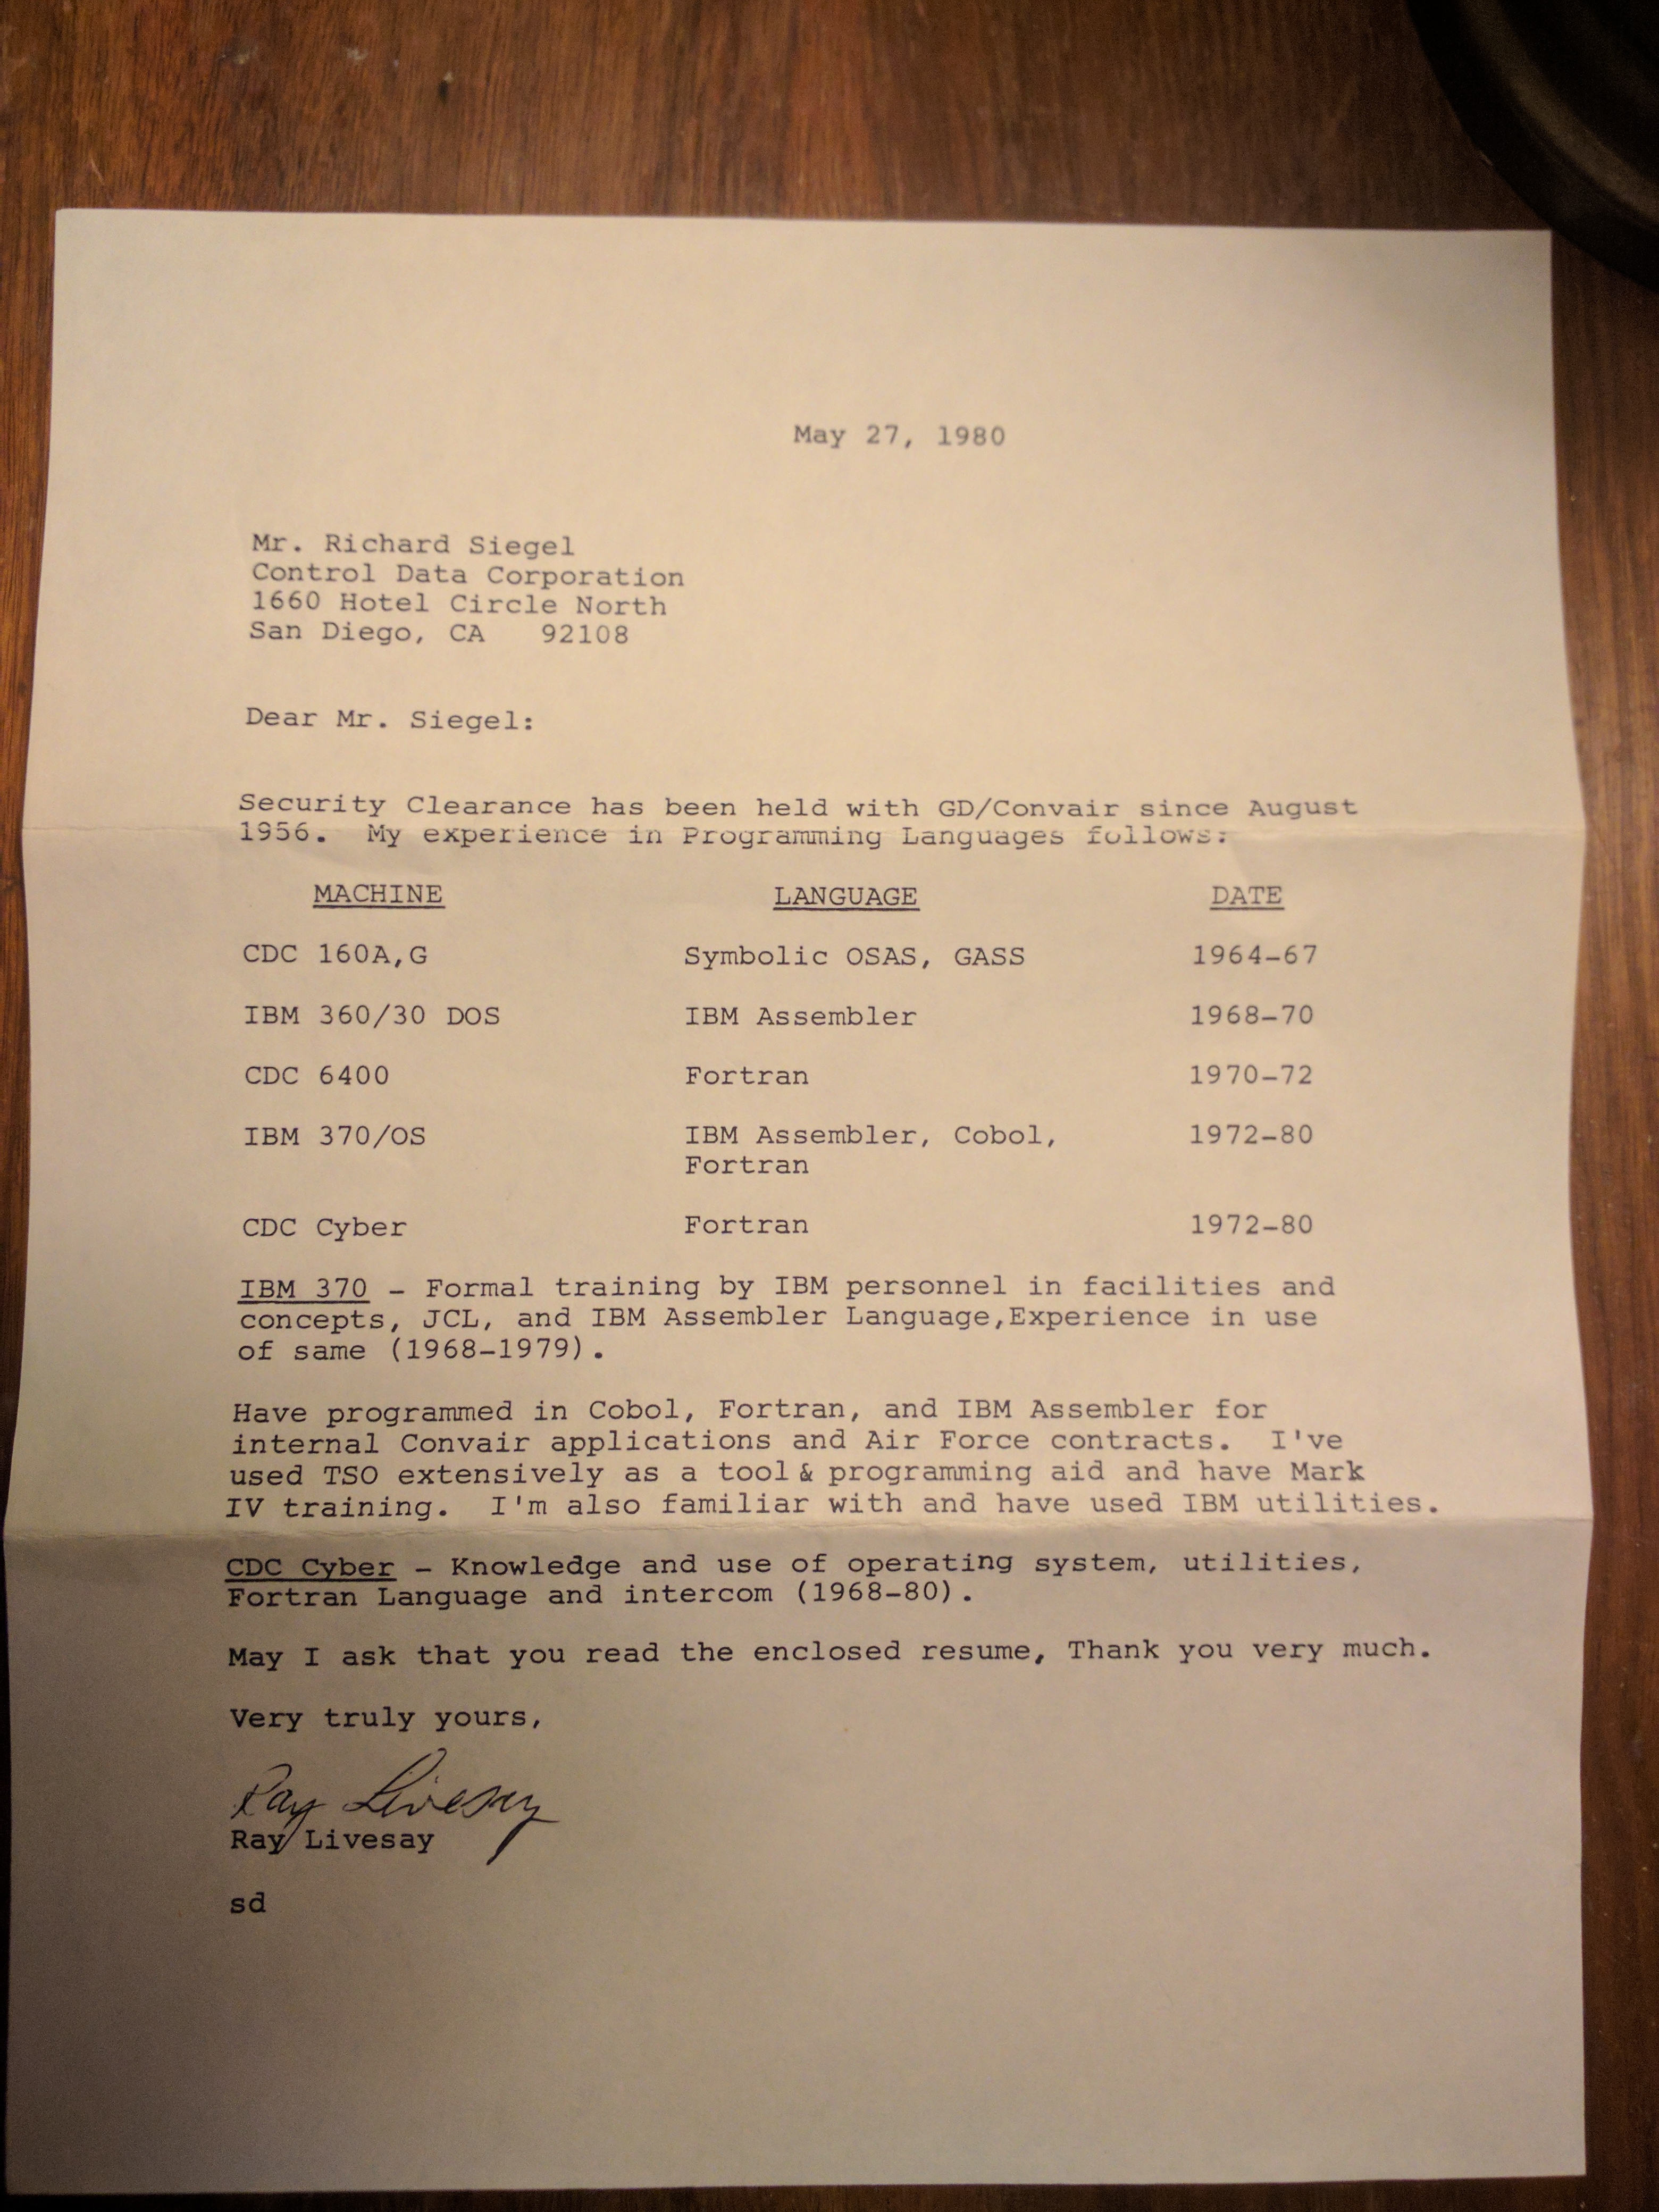 May 27, 1980
Mr. Richard Siegel
Control Data Corporation
1660 Hotel Circle North
San Diego, CA   92108
Dear Mr. Siegel:
Security Clearance has been held with GD/Convair since August
1956.  My experience in Programming Languages follows:
MACHINE LANGUAGE DATE
CDC 160A,G Symbolic OSAS, GASS 1964-67
IBM 360/30 DOS IBM Assembler 1968-70
CDC 6400 Fortran 1970-72
IBM 370/OS IBM Assembler, Cobol, 1972-80
Fortran
CDC Cyber Fortran 1972-80
IBM 370 - Formal training by IBM personnel in facilities and
concepts, JCL, and IBM Assembler Language,Experience in use
of same (1968-1979).
Have programmed in Cobol, Fortran, and IBM Assembler for
internal Convair applications and Air Force contracts.  I've
used TSO extensively as a tool & programming aid and have Mark
IV training.  I'm also familiar with and have used IBM utilities.
CDC Cyber - Knowledge and use of operating system, utilities,
Fortran Language and intercom (1968-80).
May I ask that you read the enclosed resume, Thank you very much.
Very truly yours,
Ray Livesay
Ray Livesay
sd